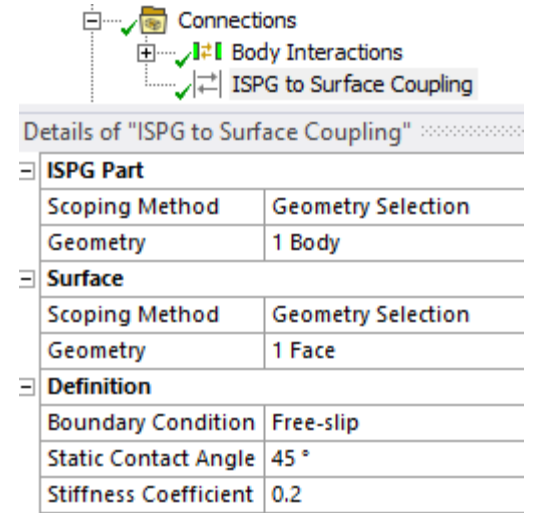 Connections
Body Interactions
ISPG to Surface Coupling
Details of "ISPG to Surface Coupling"
ISPG Part
Scoping Method Geometry Selection
Geometry 1 Body
Surface
Scoping Method Geometry Selection
Geometry 1 Face
Definition
Boundary Condition Free-slip
Static Contact Angle 45 °
Stiffness Coefficient 0.2